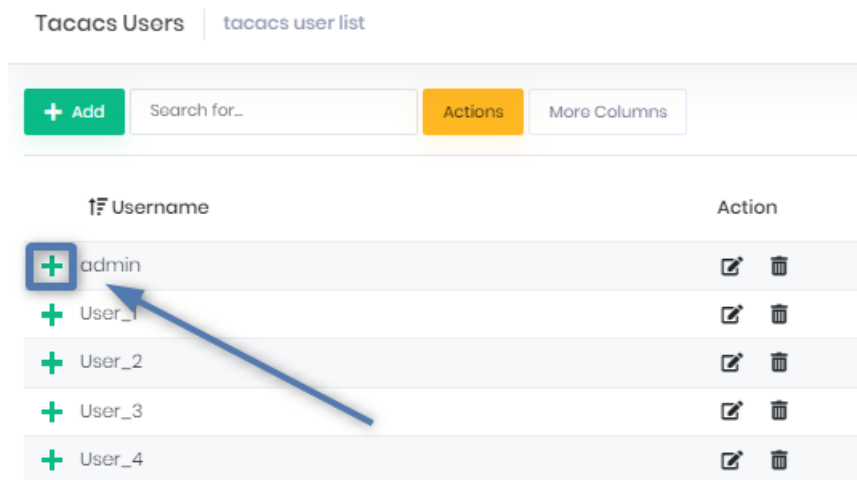 Tacacs Users tacacs user list
Add Search for... Actions More Columns
Username Action
admin
User_1
User_2
User_3
User_4